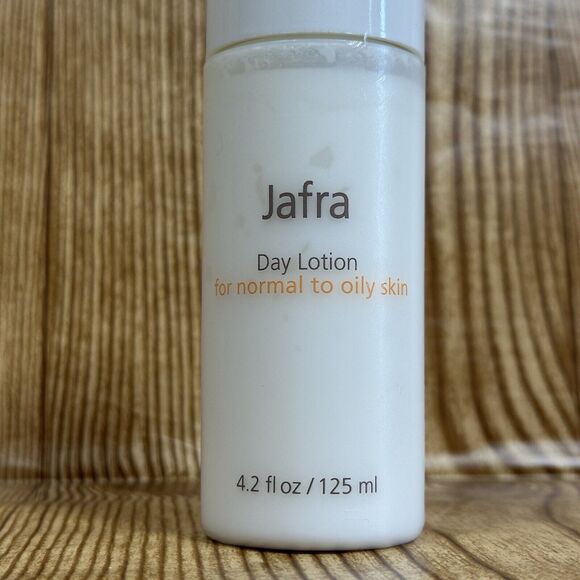 Jafra
Day Lotion
for normal to oily skin
4.2 fl oz / 125 ml